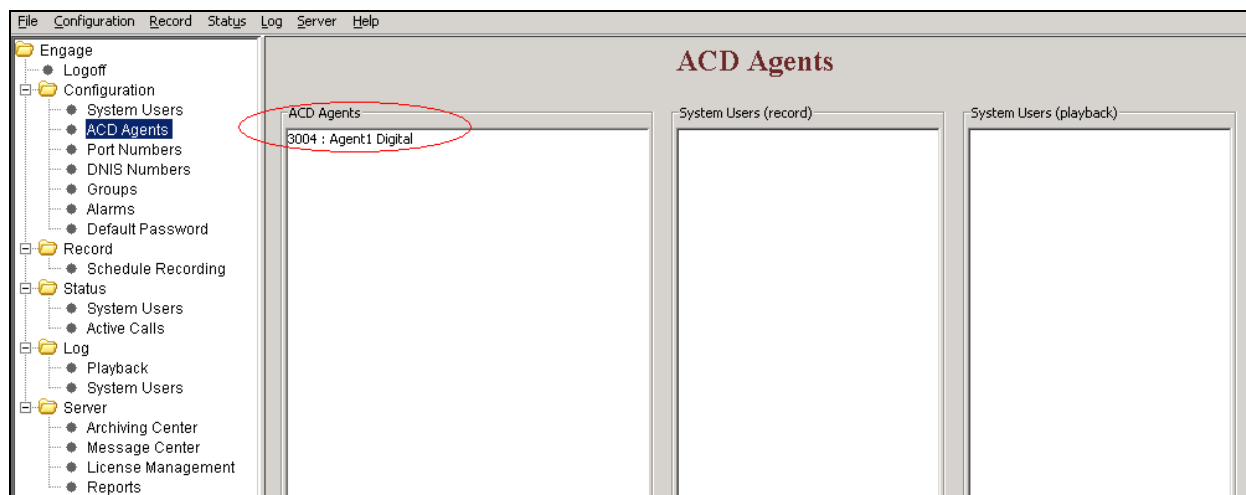 File Configuration Record Status Log Server Help
Engage
Logoff
Configuration
System Users
ACD Agents
Port Numbers
DNIS Numbers
Groups
Alarms
Default Password
Record
Schedule Recording
Status
System Users
Active Calls
Log
Playback
System Users
Server
Archiving Center
Message Center
License Management
Reports
ACD Agents
ACD Agents
3004 : Agent1 Digital
System Users (record)
System Users (playback)